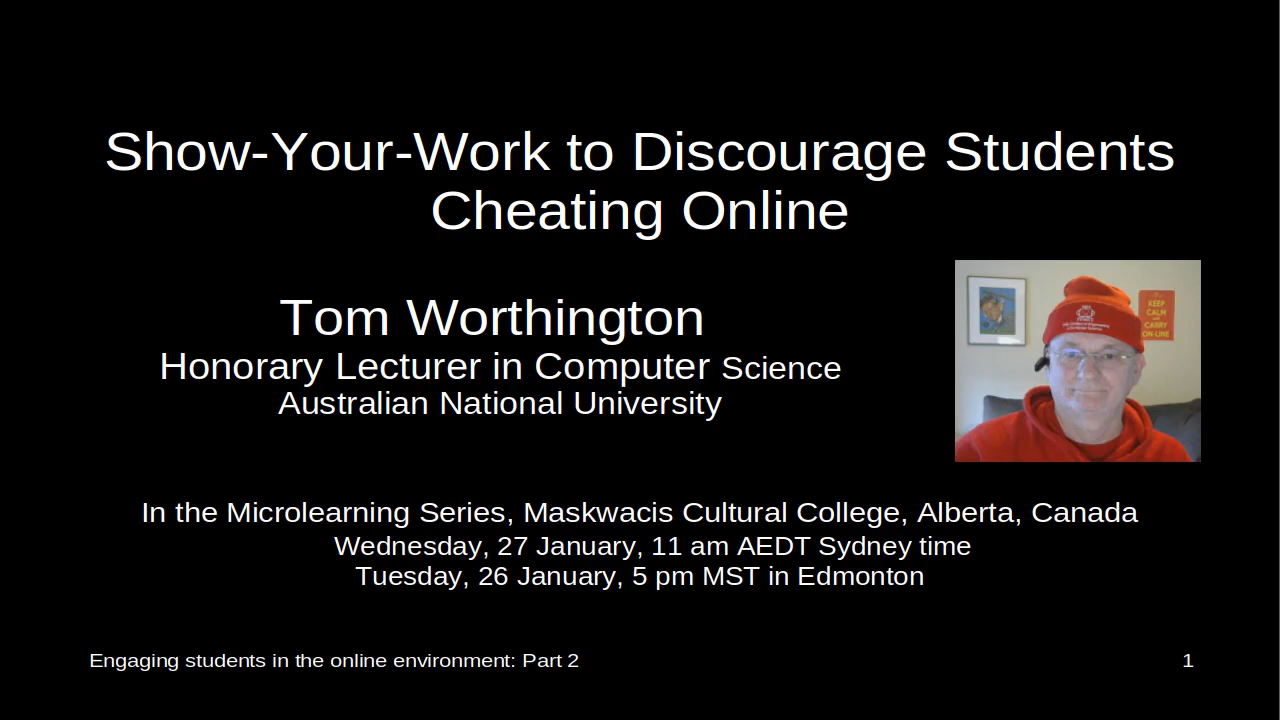 Show-Your-Work to Discourage Students
Cheating Online
Tom Worthington
Honorary Lecturer in Computer Science
Australian National University
KEEP
CALM
CARRY
ON-LINE
In the Microlearning Series, Maskwacis Cultural College, Alberta, Canada
Wednesday, 27 January, 11 am AEDT Sydney time
Tuesday, 26 January, 5 pm MST in Edmonton
Engaging students in the online environment: Part 2
1